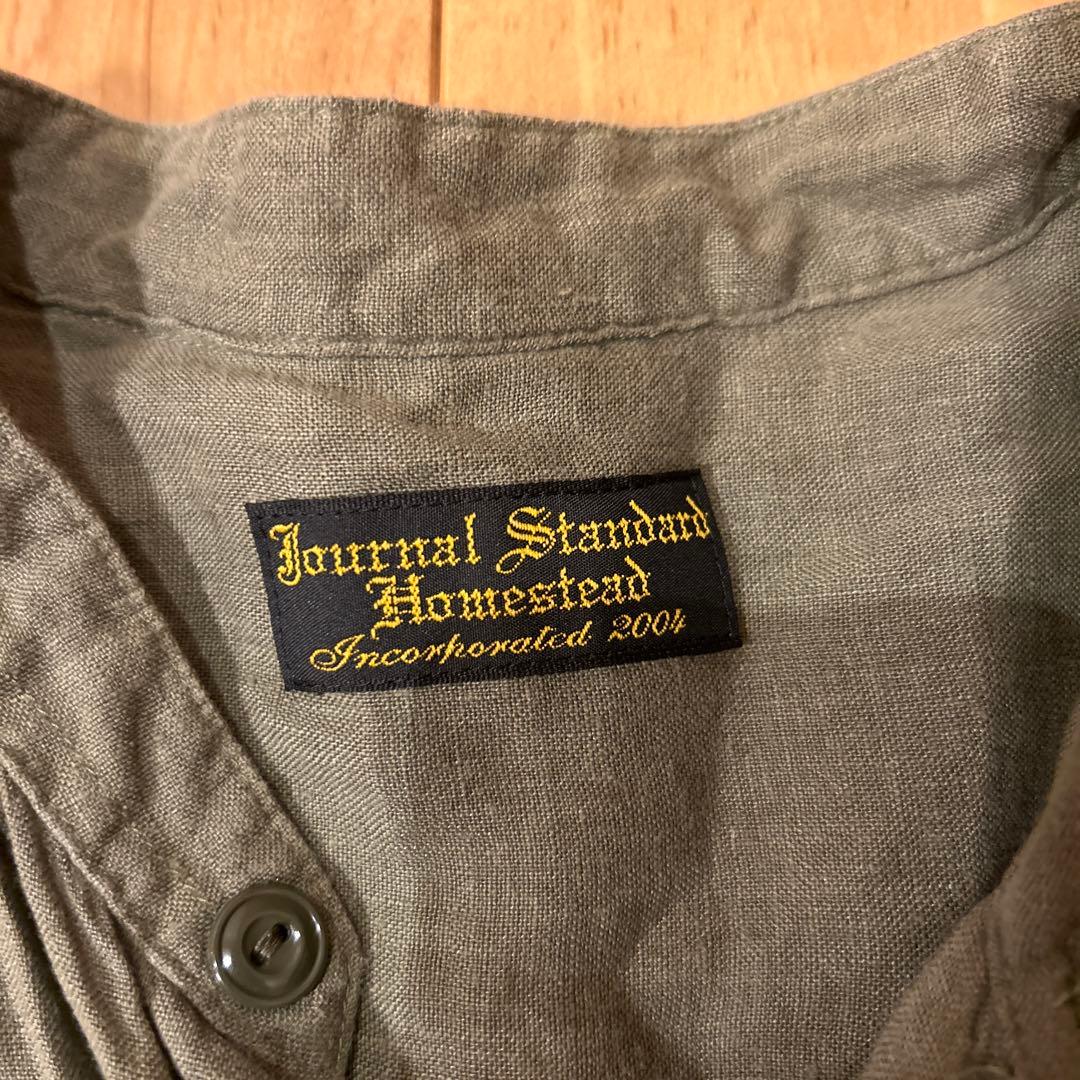 Journal Standard
Homestead
Incorporated 2004